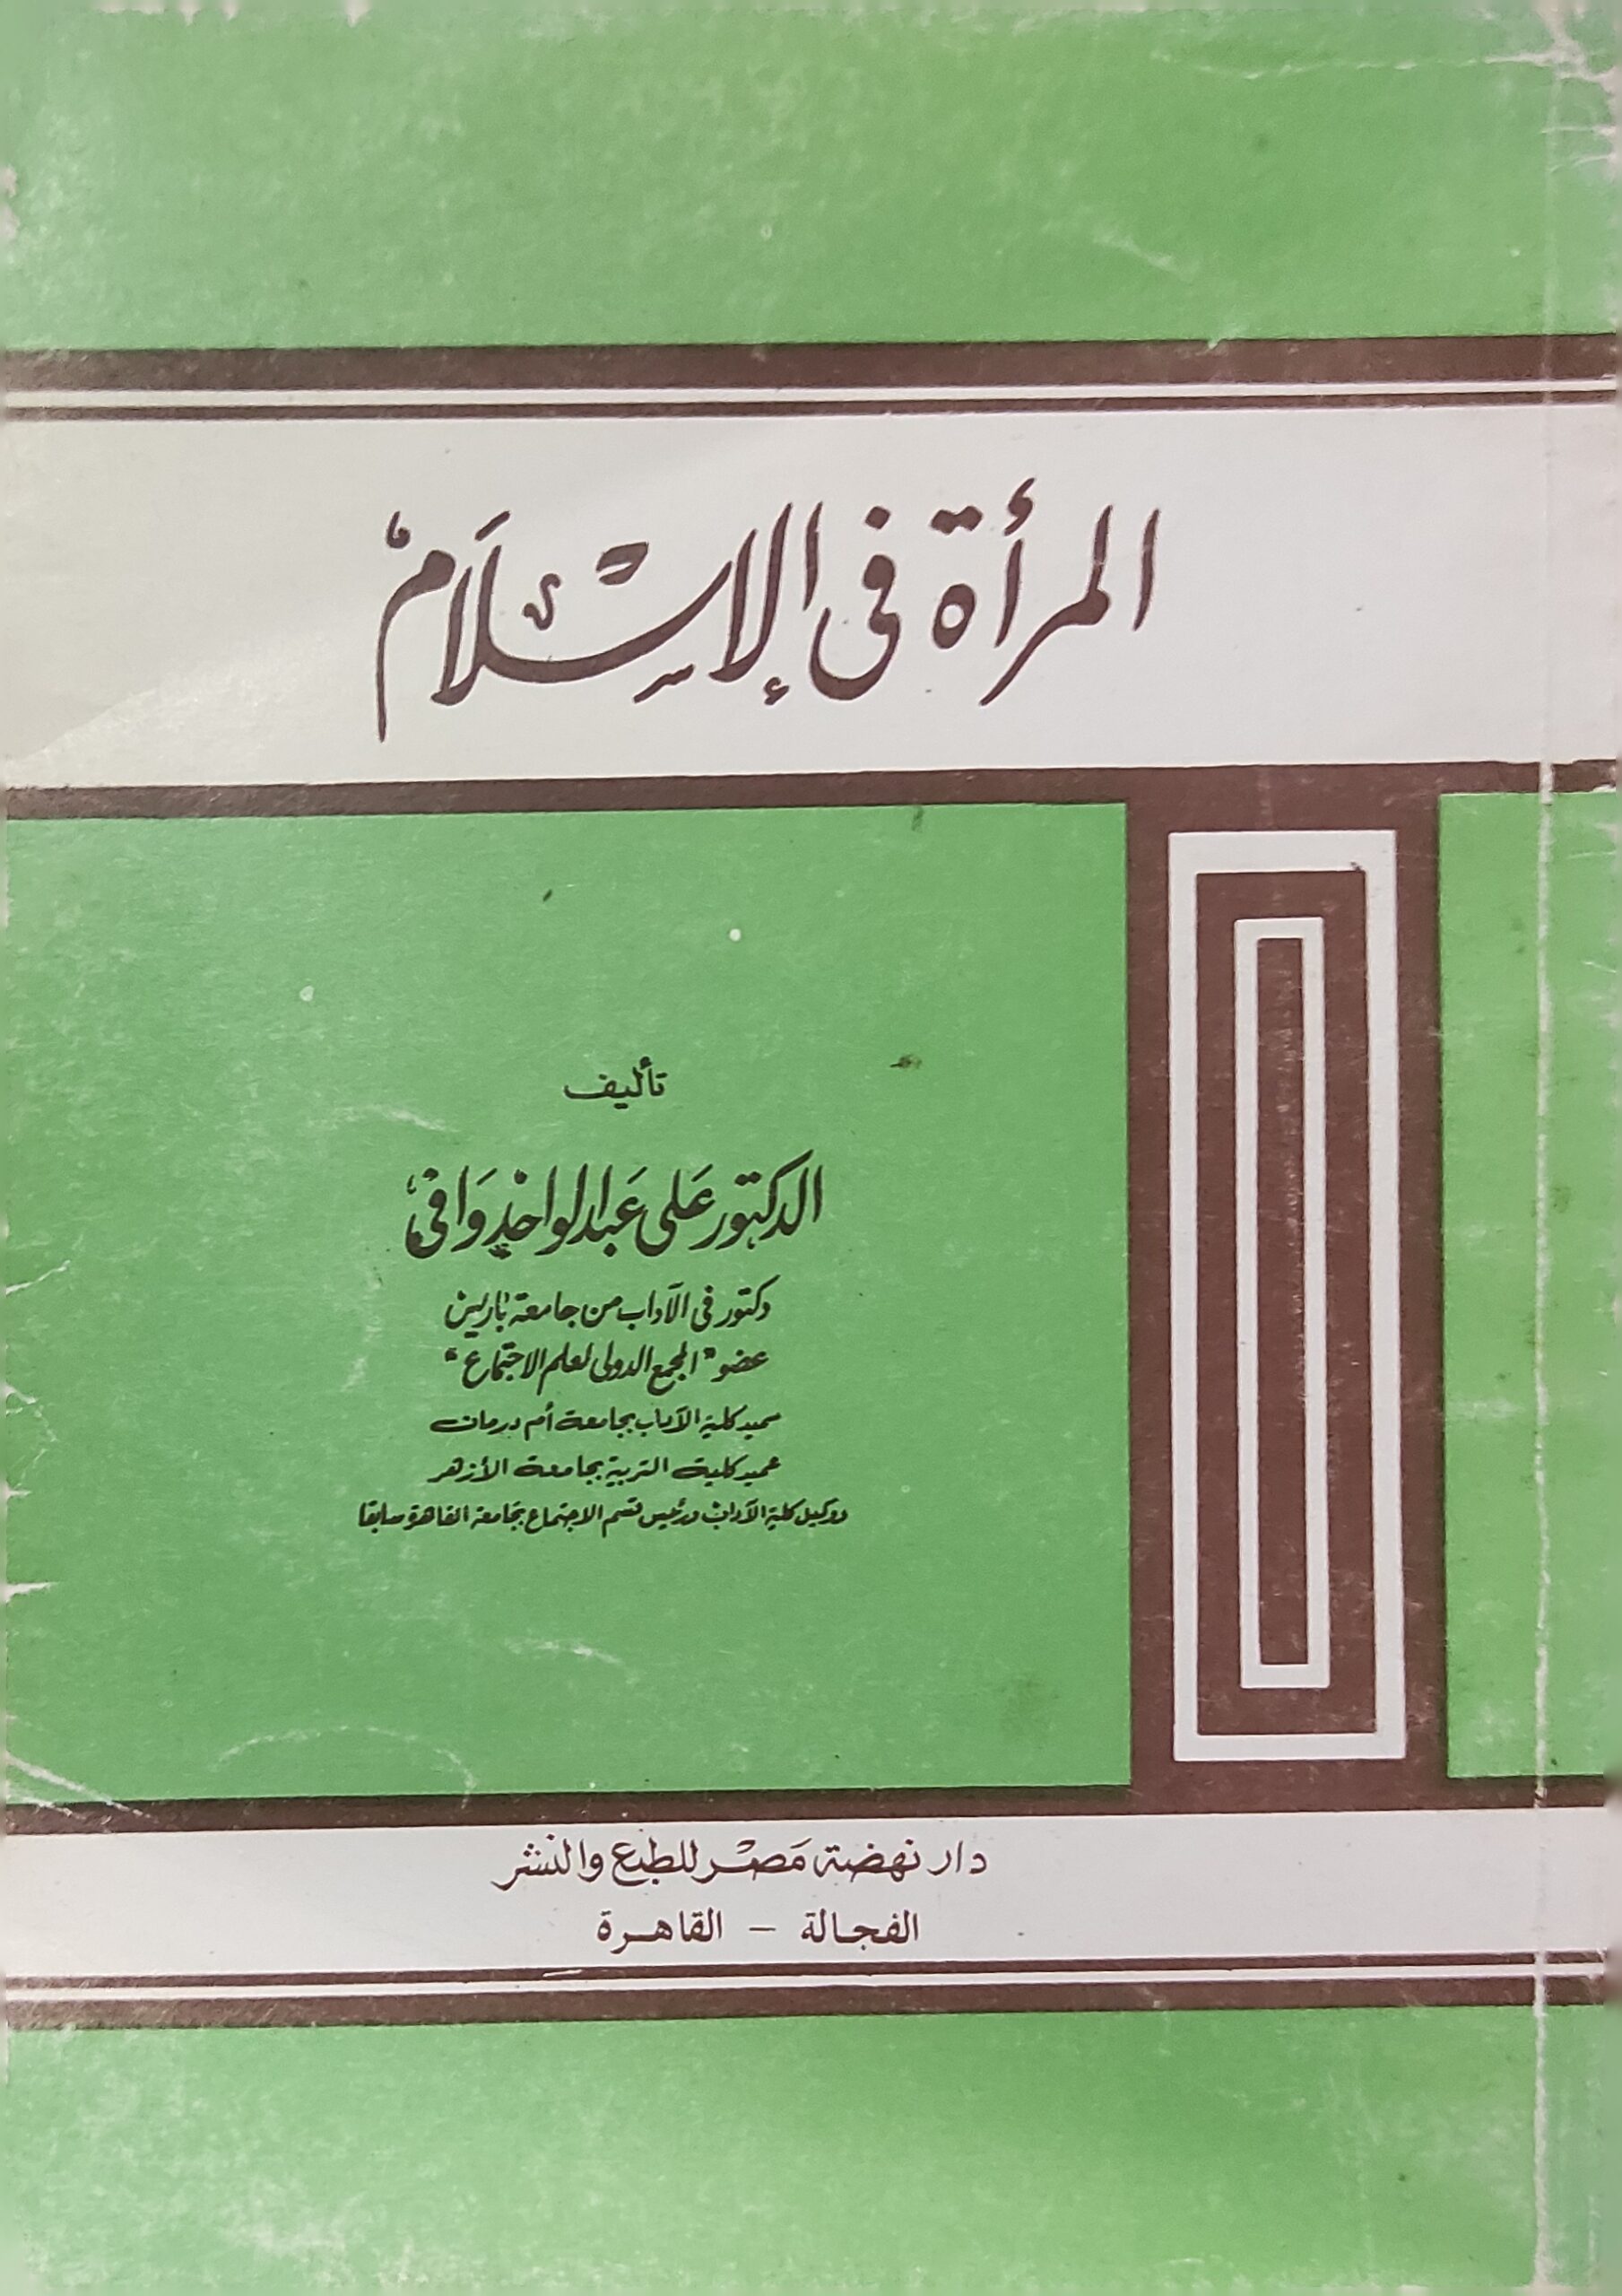 المرأة فى الإسلام
تأليف
الدكتور على عبد الواحد وافى
دكتور فى الآداب من جامعة باريس
عضو "المجمع الدولى لعلم الاجتماع"
عميد كلية الآداب بجامعة أم درمان
عميد كلية التربية بجامعة الأزهر
ووكيل كلية الآداب ورئيس قسم الاجتماع بجامعة القاهرة سابقا
دار نهضة مصر للطبع والنشر
الفجالة - القاهرة